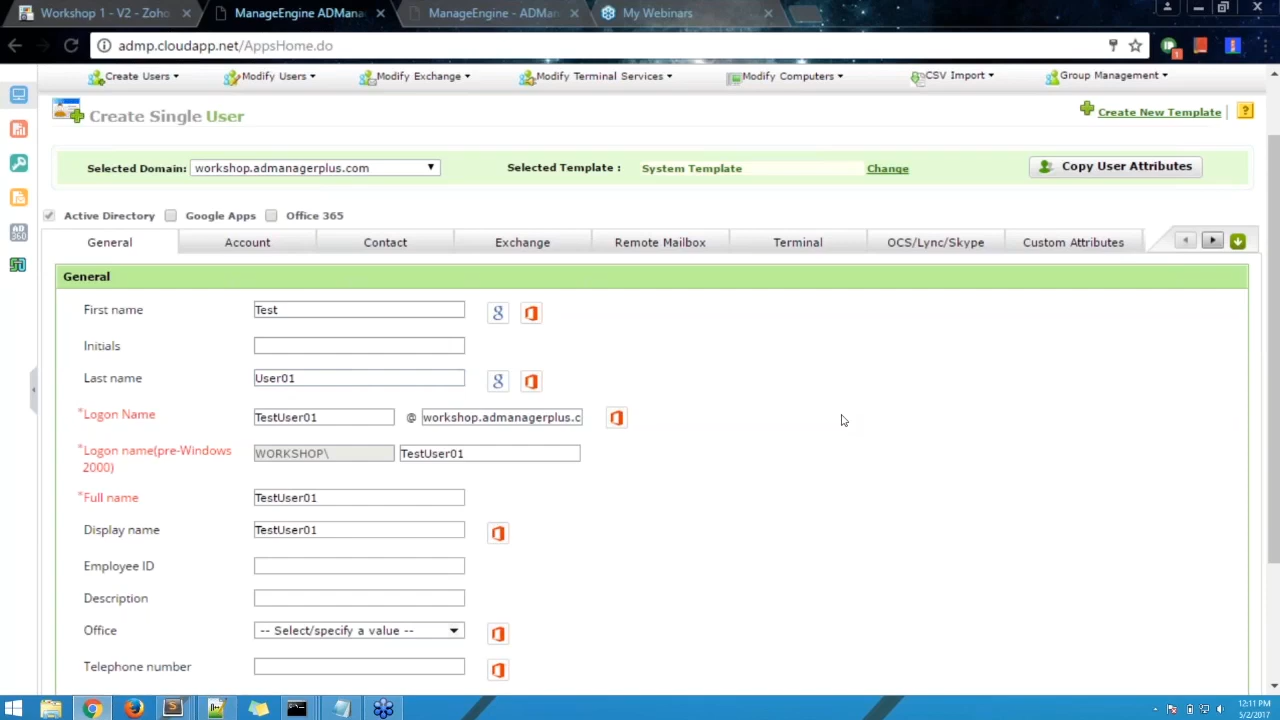 Workshop 1 - V2 - Zoho
ManageEngine ADMana
ManageEngine - ADMan
My Webinars
admp.cloudapp.net/AppsHome.do
1
Create Users
Modify Users
Modify Exchange
Modify Terminal Services
Modify Computers
CSV Import
Group Management
Create Single User
Create New Template
?
Selected Domain: workshop.admanagerplus.com
Selected Template : System Template Change
Copy User Attributes
Active Directory
Google Apps
Office 365
General
Account
Contact
Exchange
Remote Mailbox
Terminal
OCS/Lync/Skype
Custom Attributes
General
First name Test
Initials
Last name User01
*Logon Name TestUser01 @ workshop.admanagerplus.c
*Logon name(pre-Windows 2000) WORKSHOP\ TestUser01
*Full name TestUser01
Display name TestUser01
Employee ID
Description
Office -- Select/specify a value --
Telephone number
12:11 PM
5/2/2017